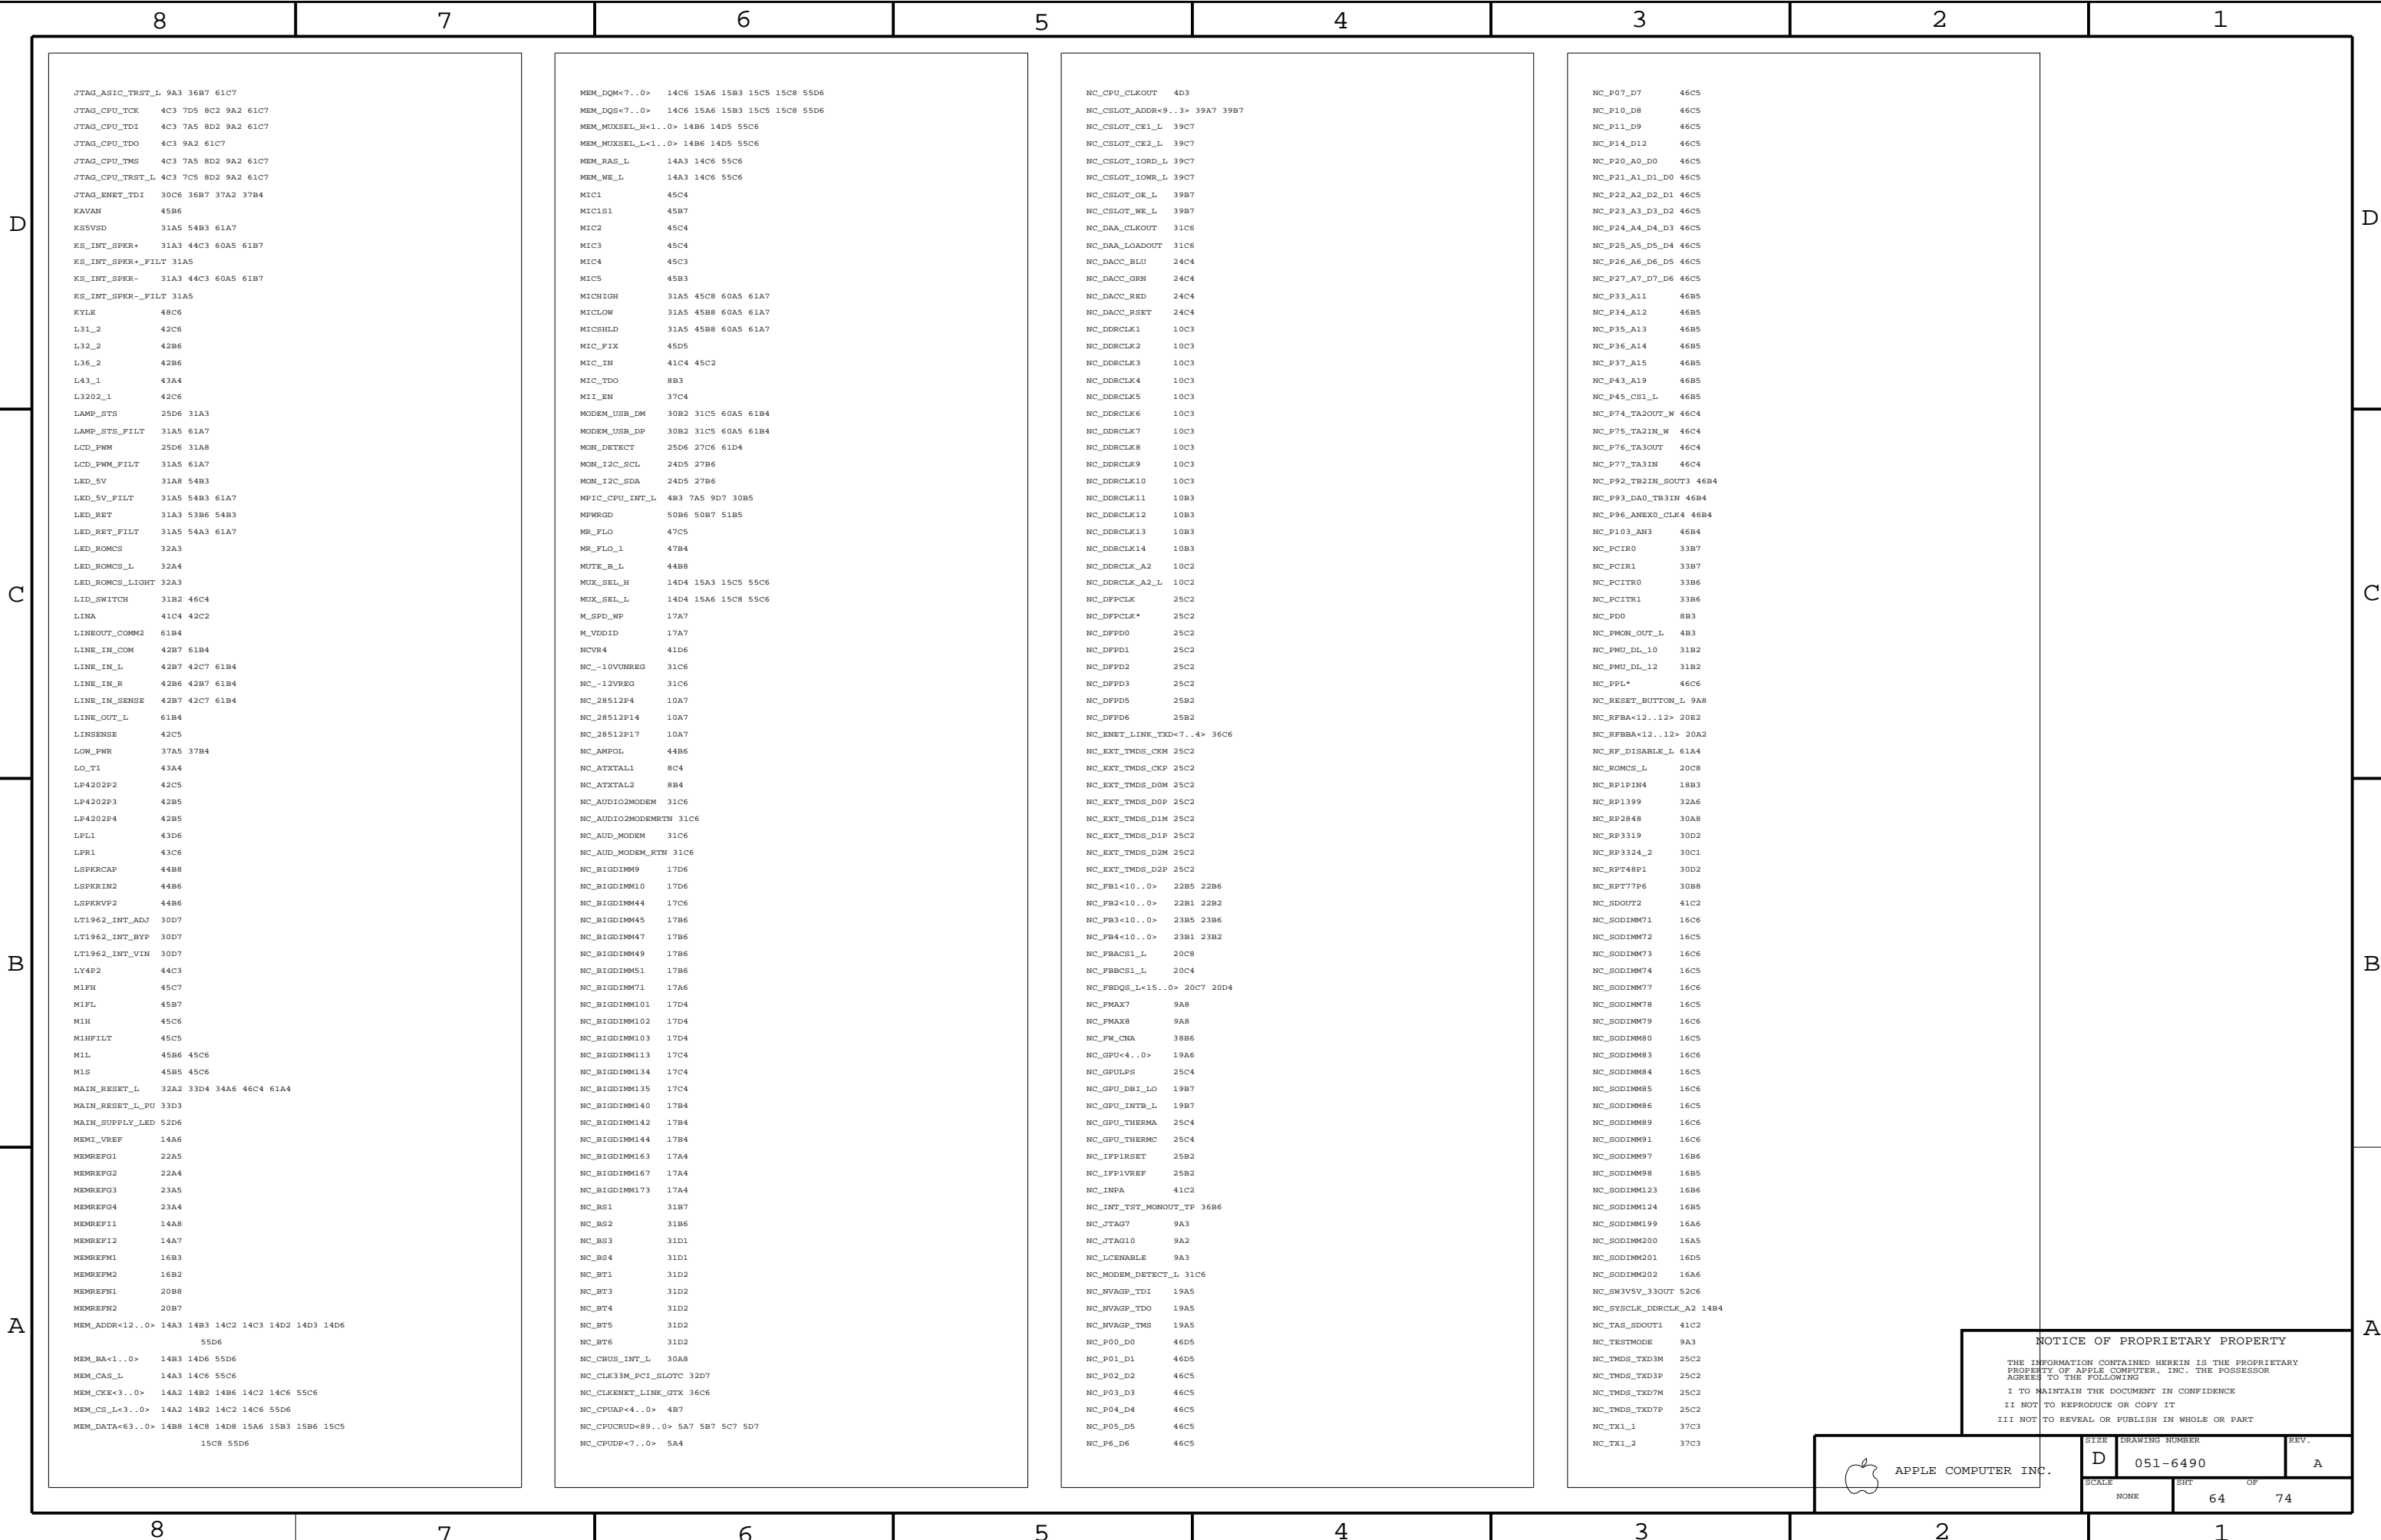 8 7 6 5 4 3 2 1
JTAG_ASIC_TRST_L 9A3 36B7 61C7
JTAG_CPU_TCK 4C3 7D5 8C2 9A2 61C7
JTAG_CPU_TDI 4C3 7A5 8D2 9A2 61C7
JTAG_CPU_TDO 4C3 9A2 61C7
JTAG_CPU_TMS 4C3 7A5 8D2 9A2 61C7
JTAG_CPU_TRST_L 4C3 7C5 8D2 9A2 61C7
JTAG_ENET_TDI 30C6 36B7 37A2 37B4
KAVAN 45B6
KS5VSD 31A5 54B3 61A7
KS_INT_SPKR+ 31A3 44C3 60A5 61B7
KS_INT_SPKR+_FILT 31A5
KS_INT_SPKR- 31A3 44C3 60A5 61B7
KS_INT_SPKR-_FILT 31A5
KYLE 48C6
L31_2 42C6
L32_2 42B6
L36_2 42B6
L43_1 43A4
L3202_1 42C6
LAMP_STS 25D6 31A3
LAMP_STS_FILT 31A5 61A7
LCD_PWM 25D6 31A8
LCD_PWM_FILT 31A5 61A7
LED_5V 31A8 54B3
LED_5V_FILT 31A5 54B3 61A7
LED_RET 31A3 53B6 54B3
LED_RET_FILT 31A5 54A3 61A7
LED_ROMCS 32A3
LED_ROMCS_L 32A4
LED_ROMCS_LIGHT 32A3
LID_SWITCH 31B2 46C4
LINA 41C4 42C2
LINEOUT_COMM2 61B4
LINE_IN_COM 42B7 61B4
LINE_IN_L 42B7 42C7 61B4
LINE_IN_R 42B6 42B7 61B4
LINE_IN_SENSE 42B7 42C7 61B4
LINE_OUT_L 61B4
LINSENSE 42C5
LOW_PWR 37A5 37B4
LO_T1 43A4
LP4202P2 42C5
LP4202P3 42B5
LP4202P4 42B5
LPL1 43D6
LPR1 43C6
LSPKRCAP 44B8
LSPKRIN2 44B6
LSPKRVP2 44B6
LT1962_INT_ADJ 30D7
LT1962_INT_BYP 30D7
LT1962_INT_VIN 30D7
LY4P2 44C3
M1FH 45C7
M1FL 45B7
M1H 45C6
M1HFILT 45C5
M1L 45B6 45C6
M1S 45B5 45C6
MAIN_RESET_L 32A2 33D4 34A6 46C4 61A4
MAIN_RESET_L_PU 33D3
MAIN_SUPPLY_LED 52D6
MEMI_VREF 14A6
MEMREFG1 22A5
MEMREFG2 22A4
MEMREFG3 23A5
MEMREFG4 23A4
MEMREFI1 14A8
MEMREFI2 14A7
MEMREFM1 16B3
MEMREFM2 16B2
MEMREFN1 20B8
MEMREFN2 20B7
MEM_ADDR<12..0> 14A3 14B3 14C2 14C3 14D2 14D3 14D6
55D6
MEM_BA<1..0> 14B3 14D6 55D6
MEM_CAS_L 14A3 14C6 55C6
MEM_CKE<3..0> 14A2 14B2 14B6 14C2 14C6 55C6
MEM_CS_L<3..0> 14A2 14B2 14C2 14C6 55D6
MEM_DATA<63..0> 14B8 14C8 14D8 15A6 15B3 15B6 15C5
15C8 55D6
MEM_DQM<7..0> 14C6 15A6 15B3 15C5 15C8 55D6
MEM_DQS<7..0> 14C6 15A6 15B3 15C5 15C8 55D6
MEM_MUXSEL_H<1..0> 14B6 14D5 55C6
MEM_MUXSEL_L<1..0> 14B6 14D5 55C6
MEM_RAS_L 14A3 14C6 55C6
MEM_WE_L 14A3 14C6 55C6
MIC1 45C4
MIC1S1 45B7
MIC2 45C4
MIC3 45C4
MIC4 45C3
MIC5 45B3
MICHIGH 31A5 45C8 60A5 61A7
MICLOW 31A5 45B8 60A5 61A7
MICSHLD 31A5 45B8 60A5 61A7
MIC_FIX 45D5
MIC_IN 41C4 45C2
MIC_TDO 8B3
MII_EN 37C4
MODEM_USB_DM 30B2 31C5 60A5 61B4
MODEM_USB_DP 30B2 31C5 60A5 61B4
MON_DETECT 25D6 27C6 61D4
MON_I2C_SCL 24D5 27B6
MON_I2C_SDA 24D5 27B6
MPIC_CPU_INT_L 4B3 7A5 9D7 30B5
MPWRGD 50B6 50B7 51B5
MR_FLO 47C5
MR_FLO_1 47B4
MUTE_B_L 44B8
MUX_SEL_H 14D4 15A3 15C5 55C6
MUX_SEL_L 14D4 15A6 15C8 55C6
M_SPD_WP 17A7
M_VDDID 17A7
NCVR4 41D6
NC_-10VUNREG 31C6
NC_-12VREG 31C6
NC_28512P4 10A7
NC_28512P14 10A7
NC_28512P17 10A7
NC_AMPOL 44B6
NC_ATXTAL1 8C4
NC_ATXTAL2 8B4
NC_AUDIO2MODEM 31C6
NC_AUDIO2MODEMRTN 31C6
NC_AUD_MODEM 31C6
NC_AUD_MODEM_RTN 31C6
NC_BIGDIMM9 17D6
NC_BIGDIMM10 17D6
NC_BIGDIMM44 17C6
NC_BIGDIMM45 17B6
NC_BIGDIMM47 17B6
NC_BIGDIMM49 17B6
NC_BIGDIMM51 17B6
NC_BIGDIMM71 17A6
NC_BIGDIMM101 17D4
NC_BIGDIMM102 17D4
NC_BIGDIMM103 17D4
NC_BIGDIMM113 17C4
NC_BIGDIMM134 17C4
NC_BIGDIMM135 17C4
NC_BIGDIMM140 17B4
NC_BIGDIMM142 17B4
NC_BIGDIMM144 17B4
NC_BIGDIMM163 17A4
NC_BIGDIMM167 17A4
NC_BIGDIMM173 17A4
NC_BS1 31B7
NC_BS2 31B6
NC_BS3 31D1
NC_BS4 31D1
NC_BT1 31D2
NC_BT3 31D2
NC_BT4 31D2
NC_BT5 31D2
NC_BT6 31D2
NC_CBUS_INT_L 30A8
NC_CLK33M_PCI_SLOTC 32D7
NC_CLKENET_LINK_GTX 36C6
NC_CPUAP<4..0> 4B7
NC_CPUCRUD<89..0> 5A7 5B7 5C7 5D7
NC_CPUDP<7..0> 5A4
NC_CPU_CLKOUT 4D3
NC_CSLOT_ADDR<9..3> 39A7 39B7
NC_CSLOT_CE1_L 39C7
NC_CSLOT_CE2_L 39C7
NC_CSLOT_IORD_L 39C7
NC_CSLOT_IOWR_L 39C7
NC_CSLOT_OE_L 39B7
NC_CSLOT_WE_L 39B7
NC_DAA_CLKOUT 31C6
NC_DAA_LOADOUT 31C6
NC_DACC_BLU 24C4
NC_DACC_GRN 24C4
NC_DACC_RED 24C4
NC_DACC_RSET 24C4
NC_DDRCLK1 10C3
NC_DDRCLK2 10C3
NC_DDRCLK3 10C3
NC_DDRCLK4 10C3
NC_DDRCLK5 10C3
NC_DDRCLK6 10C3
NC_DDRCLK7 10C3
NC_DDRCLK8 10C3
NC_DDRCLK9 10C3
NC_DDRCLK10 10C3
NC_DDRCLK11 10B3
NC_DDRCLK12 10B3
NC_DDRCLK13 10B3
NC_DDRCLK14 10B3
NC_DDRCLK_A2 10C2
NC_DDRCLK_A2_L 10C2
NC_DFPCLK 25C2
NC_DFPCLK* 25C2
NC_DFPD0 25C2
NC_DFPD1 25C2
NC_DFPD2 25C2
NC_DFPD3 25C2
NC_DFPD5 25B2
NC_DFPD6 25B2
NC_ENET_LINK_TXD<7..4> 36C6
NC_EXT_TMDS_CKM 25C2
NC_EXT_TMDS_CKP 25C2
NC_EXT_TMDS_D0M 25C2
NC_EXT_TMDS_D0P 25C2
NC_EXT_TMDS_D1M 25C2
NC_EXT_TMDS_D1P 25C2
NC_EXT_TMDS_D2M 25C2
NC_EXT_TMDS_D2P 25C2
NC_FB1<10..0> 22B5 22B6
NC_FB2<10..0> 22B1 22B2
NC_FB3<10..0> 23B5 23B6
NC_FB4<10..0> 23B1 23B2
NC_FBACS1_L 20C8
NC_FBBCS1_L 20C4
NC_FBDQS_L<15..0> 20C7 20D4
NC_FMAX7 9A8
NC_FMAX8 9A8
NC_FW_CNA 38B6
NC_GPU<4..0> 19A6
NC_GPULPS 25C4
NC_GPU_DBI_LO 19B7
NC_GPU_INTB_L 19B7
NC_GPU_THERMA 25C4
NC_GPU_THERMC 25C4
NC_IFP1RSET 25B2
NC_IFP1VREF 25B2
NC_INPA 41C2
NC_INT_TST_MONOUT_TP 36B6
NC_JTAG7 9A3
NC_JTAG10 9A2
NC_LCENABLE 9A3
NC_MODEM_DETECT_L 31C6
NC_NVAGP_TDI 19A5
NC_NVAGP_TDO 19A5
NC_NVAGP_TMS 19A5
NC_P00_D0 46D5
NC_P01_D1 46D5
NC_P02_D2 46C5
NC_P03_D3 46C5
NC_P04_D4 46C5
NC_P05_D5 46C5
NC_P6_D6 46C5
NC_P07_D7 46C5
NC_P10_D8 46C5
NC_P11_D9 46C5
NC_P14_D12 46C5
NC_P20_A0_D0 46C5
NC_P21_A1_D1_D0 46C5
NC_P22_A2_D2_D1 46C5
NC_P23_A3_D3_D2 46C5
NC_P24_A4_D4_D3 46C5
NC_P25_A5_D5_D4 46C5
NC_P26_A6_D6_D5 46C5
NC_P27_A7_D7_D6 46C5
NC_P33_A11 46B5
NC_P34_A12 46B5
NC_P35_A13 46B5
NC_P36_A14 46B5
NC_P37_A15 46B5
NC_P43_A19 46B5
NC_P45_CS1_L 46B5
NC_P74_TA2OUT_W 46C4
NC_P75_TA2IN_W 46C4
NC_P76_TA3OUT 46C4
NC_P77_TA3IN 46C4
NC_P92_TB2IN_SOUT3 46B4
NC_P93_DA0_TB3IN 46B4
NC_P96_ANEX0_CLK4 46B4
NC_P103_AN3 46B4
NC_PCIR0 33B7
NC_PCIR1 33B7
NC_PCITR0 33B6
NC_PCITR1 33B6
NC_PD0 8B3
NC_PMON_OUT_L 4B3
NC_PMU_DL_10 31B2
NC_PMU_DL_12 31B2
NC_PPL* 46C6
NC_RESET_BUTTON_L 9A8
NC_RFBA<12..12> 20E2
NC_RFBBA<12..12> 20A2
NC_RF_DISABLE_L 61A4
NC_ROMCS_L 20C8
NC_RP1PIN4 18B3
NC_RP1399 32A6
NC_RP2848 30A8
NC_RP3319 30D2
NC_RP3324_2 30C1
NC_RPT48P1 30D2
NC_RPT77P6 30B8
NC_SDOUT2 41C2
NC_SODIMM71 16C6
NC_SODIMM72 16C5
NC_SODIMM73 16C6
NC_SODIMM74 16C5
NC_SODIMM77 16C6
NC_SODIMM78 16C5
NC_SODIMM79 16C6
NC_SODIMM80 16C5
NC_SODIMM83 16C6
NC_SODIMM84 16C5
NC_SODIMM85 16C6
NC_SODIMM86 16C5
NC_SODIMM89 16C6
NC_SODIMM91 16C6
NC_SODIMM97 16B6
NC_SODIMM98 16B5
NC_SODIMM123 16B6
NC_SODIMM124 16B5
NC_SODIMM199 16A6
NC_SODIMM200 16A5
NC_SODIMM201 16D5
NC_SODIMM202 16A6
NC_SW3V5V_33OUT 52C6
NC_SYSCLK_DDRCLK_A2 14B4
NC_TAS_SDOUT1 41C2
NC_TESTMODE 9A3
NC_TMDS_TXD3M 25C2
NC_TMDS_TXD3P 25C2
NC_TMDS_TXD7M 25C2
NC_TMDS_TXD7P 25C2
NC_TX1_1 37C3
NC_TX1_2 37C3
D D
C C
B B
A A
NOTICE OF PROPRIETARY PROPERTY
THE INFORMATION CONTAINED HEREIN IS THE PROPRIETARY
PROPERTY OF APPLE COMPUTER, INC. THE POSSESSOR
AGREES TO THE FOLLOWING
I TO MAINTAIN THE DOCUMENT IN CONFIDENCE
II NOT TO REPRODUCE OR COPY IT
III NOT TO REVEAL OR PUBLISH IN WHOLE OR PART
APPLE COMPUTER INC.
SIZE DRAWING NUMBER REV.
D 051-6490 A
SCALE SHT OF
NONE 64 74
8 7 6 5 4 3 2 1